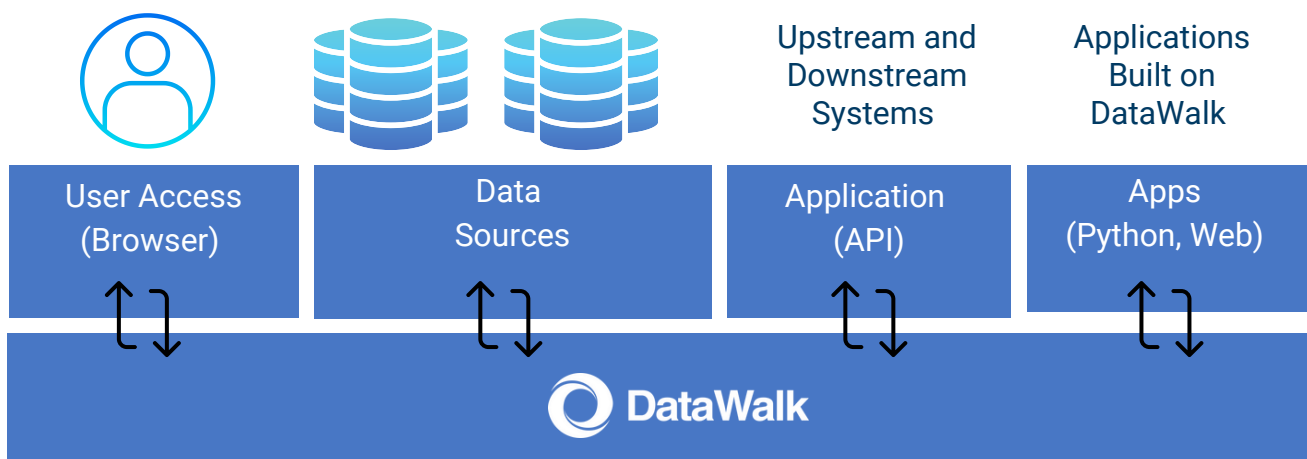 Upstream and
Downstream
Systems
Applications
Built on
DataWalk
User Access
(Browser)
Data
Sources
Application
(API)
Apps
(Python, Web)
DataWalk